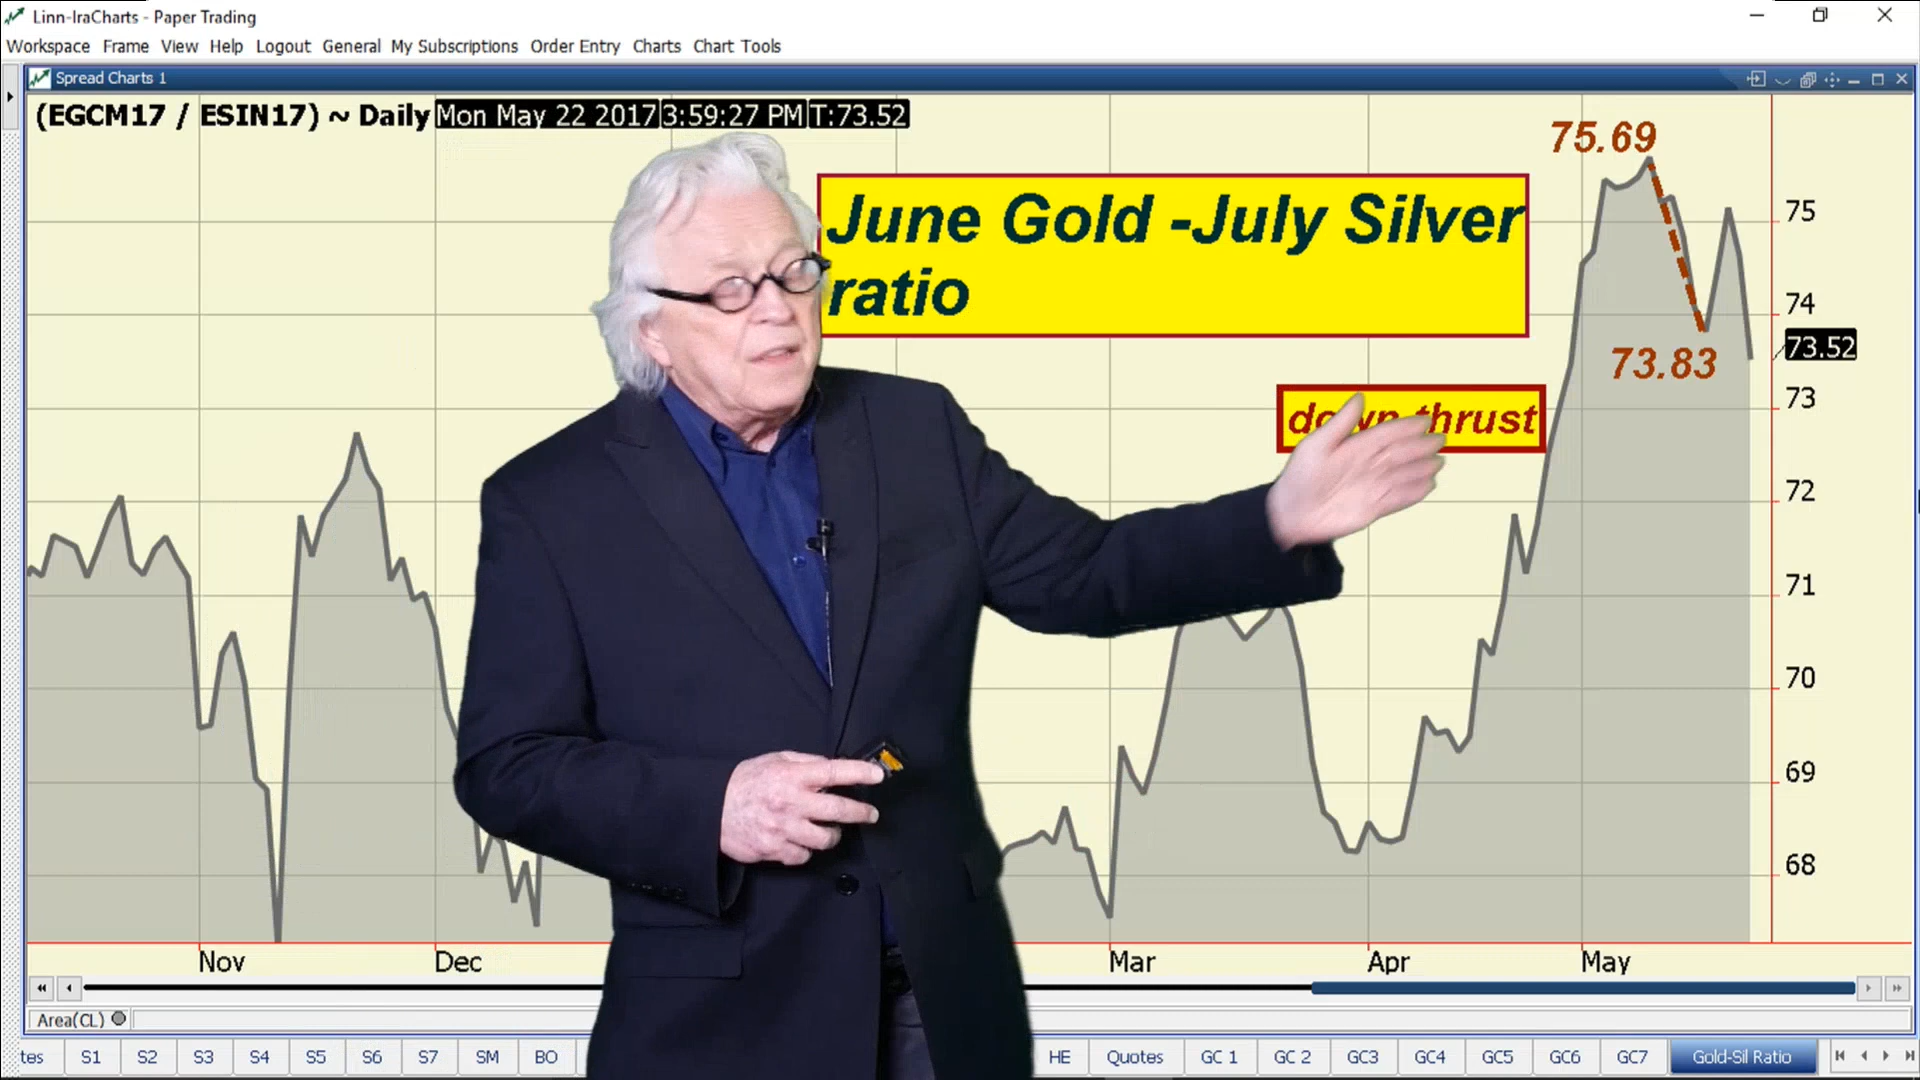 Linn-IraCharts - Paper Trading
Workspace Frame View Help Logout General My Subscriptions Order Entry Charts Chart Tools
Spread Charts 1
(EGCM17 / ESIN17) ~ Daily Mon May 22 2017 3:59:27 PM T:73.52
75.69
June Gold -July Silver
ratio
75
74
73.52
73.83
73
down thrust
72
71
70
69
68
Nov Dec Mar Apr May
Area(CL)
tes S1 S2 S3 S4 S5 S6 S7 SM BO HE Quotes GC 1 GC 2 GC3 GC4 GC5 GC6 GC7 Gold-Sil Ratio